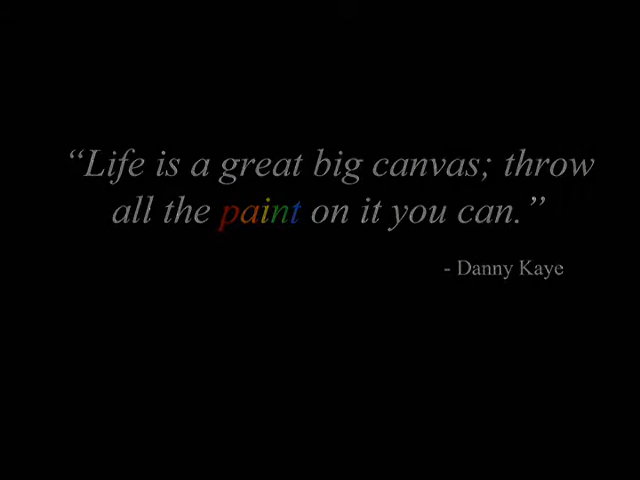 “Life is a great big canvas; throw
all the paint on it you can.”
- Danny Kaye